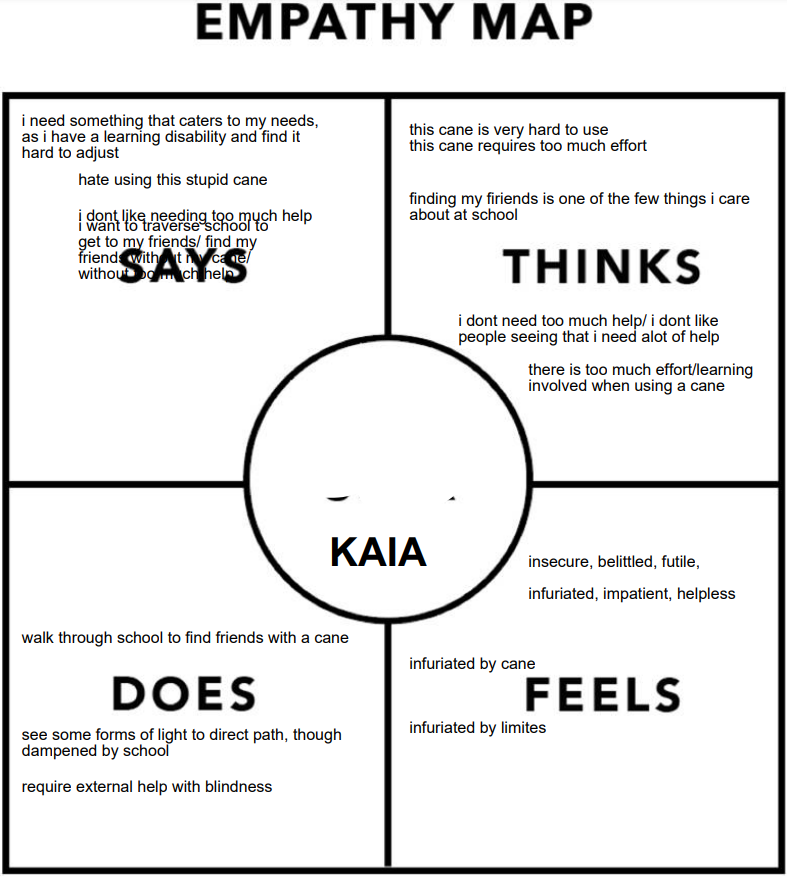 EMPATHY MAP
i need something that caters to my needs,
as i have a learning disability and find it
hard to adjust
hate using this stupid cane
i dont like needing too much help
i want to traverse school to
get to my friends/ find my
friends without my cane/
without too much help
SAYS
this cane is very hard to use
this cane requires too much effort
finding my firiends is one of the few things i care
about at school
THINKS
i dont need too much help/ i dont like
people seeing that i need alot of help
there is too much effort/learning
involved when using a cane
KAIA
walk through school to find friends with a cane
DOES
see some forms of light to direct path, though
dampened by school
require external help with blindness
insecure, belittled, futile,
infuriated, impatient, helpless
infuriated by cane
FEELS
infuriated by limites